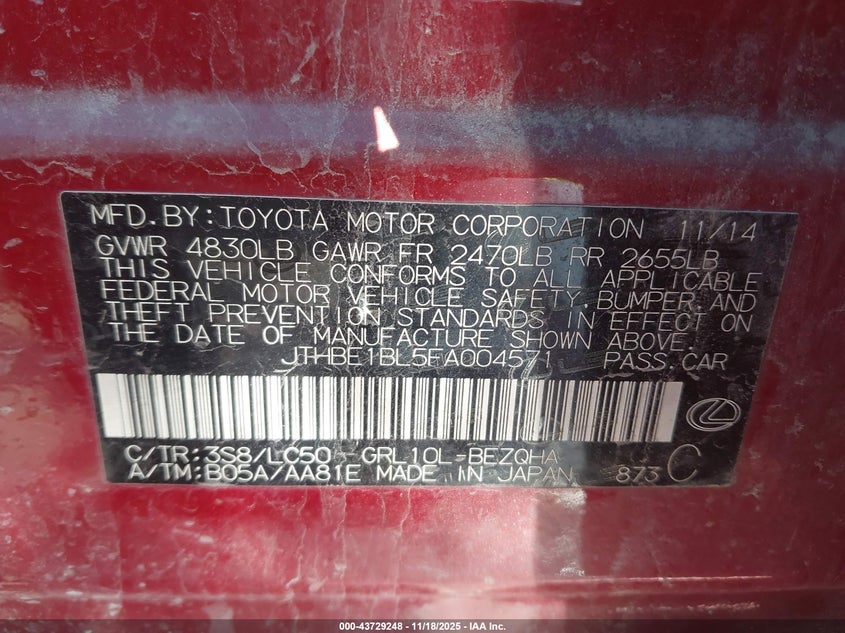 MFD.BY:TOYOTA MOTOR CORPORATION 11/14
GVWR 4830LB GAWR FR 2470LB RR 2655LB
THIS VEHICLE CONFORMS TO ALL APPLICABLE
FEDERAL MOTOR VEHICLE SAFETY,BUMPER AND
THEFT PREVENTION STANDARDS IN EFFECT ON
THE DATE OF MANUFACTURE SHOWN ABOVE.
JTHBE1BL5FA004571 PASS.CAR
C/TR:3S8/LC50 GRL10L-BEZQHA
A/TM:B05A/AA81E MADE IN JAPAN 873 C
000-43729248 - 11/18/2025 - IAA Inc.